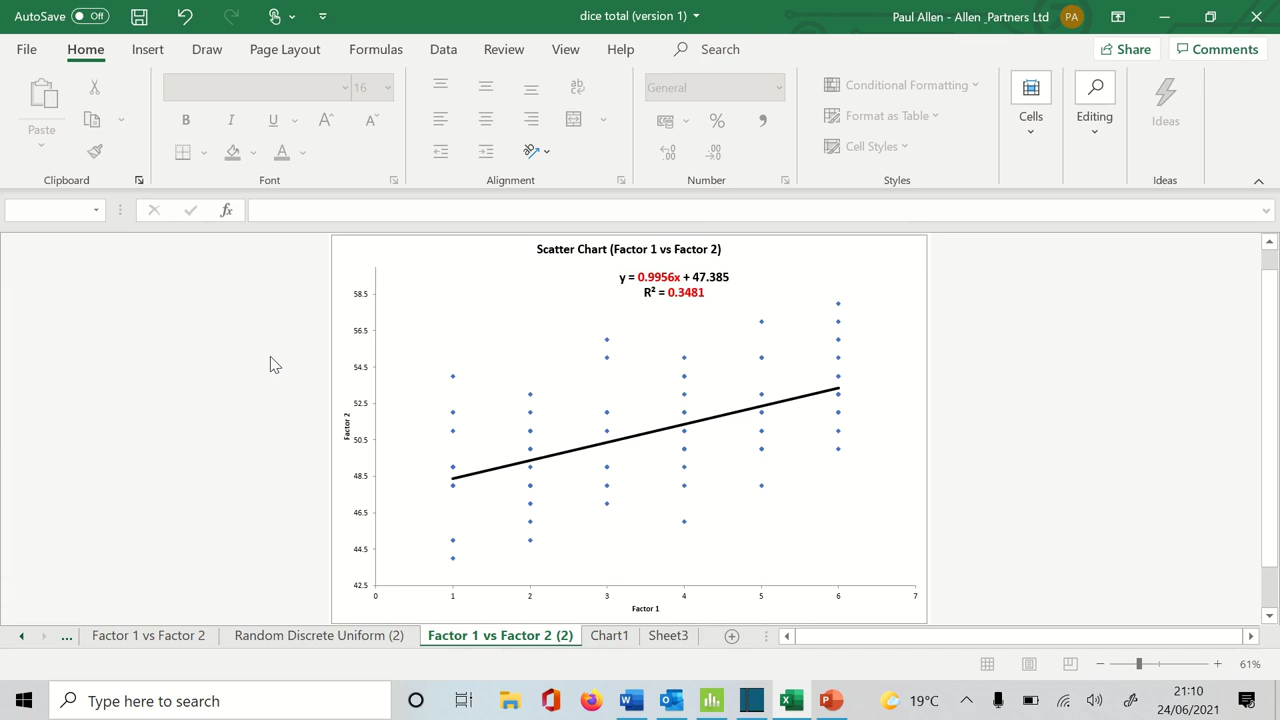 AutoSave Off dice total (version 1) Paul Allen - Allen _Partners Ltd PA
File Home Insert Draw Page Layout Formulas Data Review View Help Search Share Comments
Paste
16
B I U A A
A
ab
General
% ,
.00
.00
Conditional Formatting
Format as Table
Cell Styles
Cells
Editing
Ideas
Clipboard Font Alignment Number Styles Ideas
fx
Scatter Chart (Factor 1 vs Factor 2)
y = 0.9956x + 47.385
R² = 0.3481
58.5
56.5
54.5
52.5
50.5
48.5
46.5
44.5
42.5
Factor 2
0 1 2 3 4 5 6 7
Factor 1
... Factor 1 vs Factor 2 Random Discrete Uniform (2) Factor 1 vs Factor 2 (2) Chart1 Sheet3
61%
Type here to search
19°C
21:10
24/06/2021